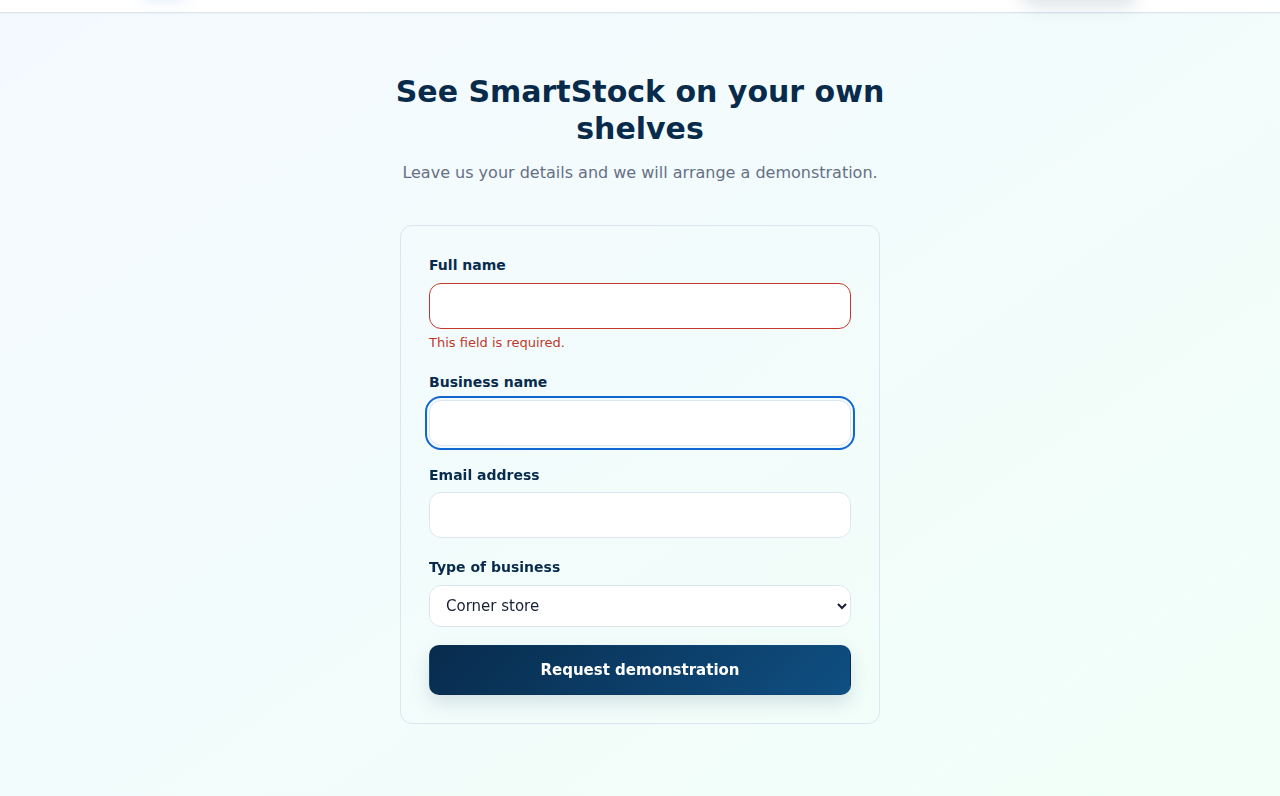 See SmartStock on your own
shelves
Leave us your details and we will arrange a demonstration.
Full name
This field is required.
Business name
Email address
Type of business
Corner store
Request demonstration